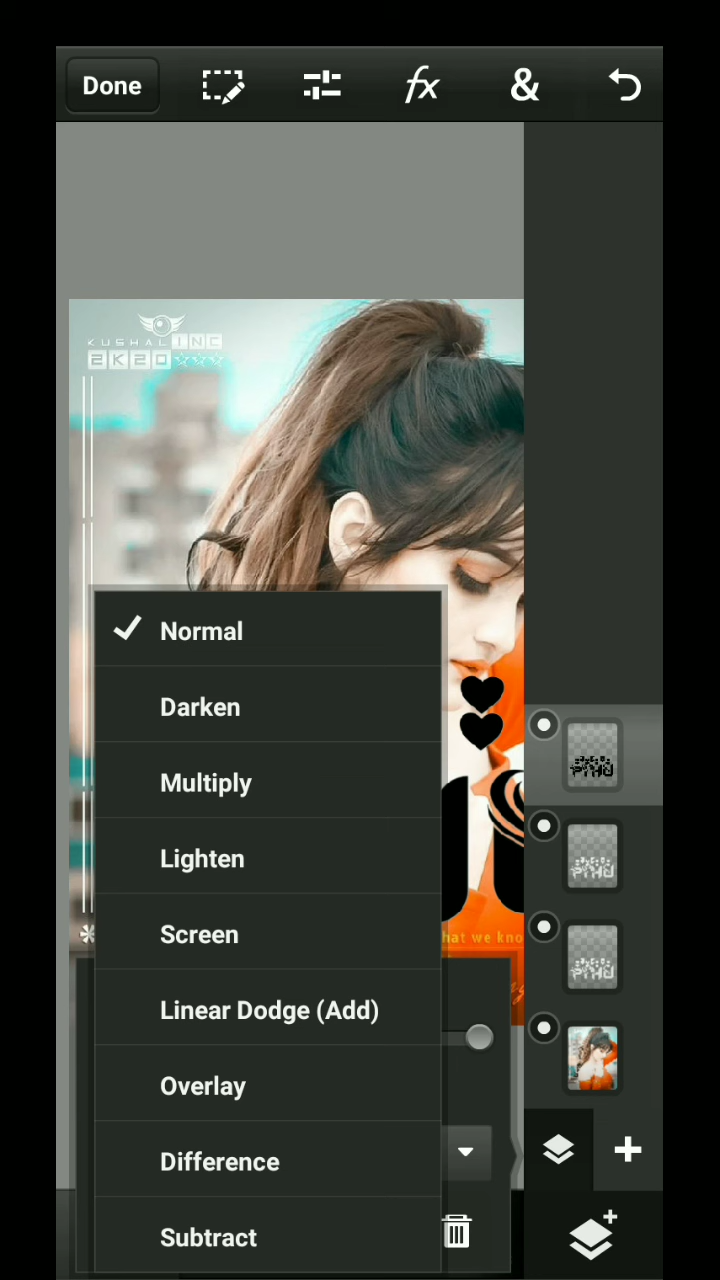 Done
fx
&
KUSHAL INC
2K20
Normal
Darken
Multiply
Lighten
Screen
Linear Dodge (Add)
Overlay
Difference
Subtract
hat we kno